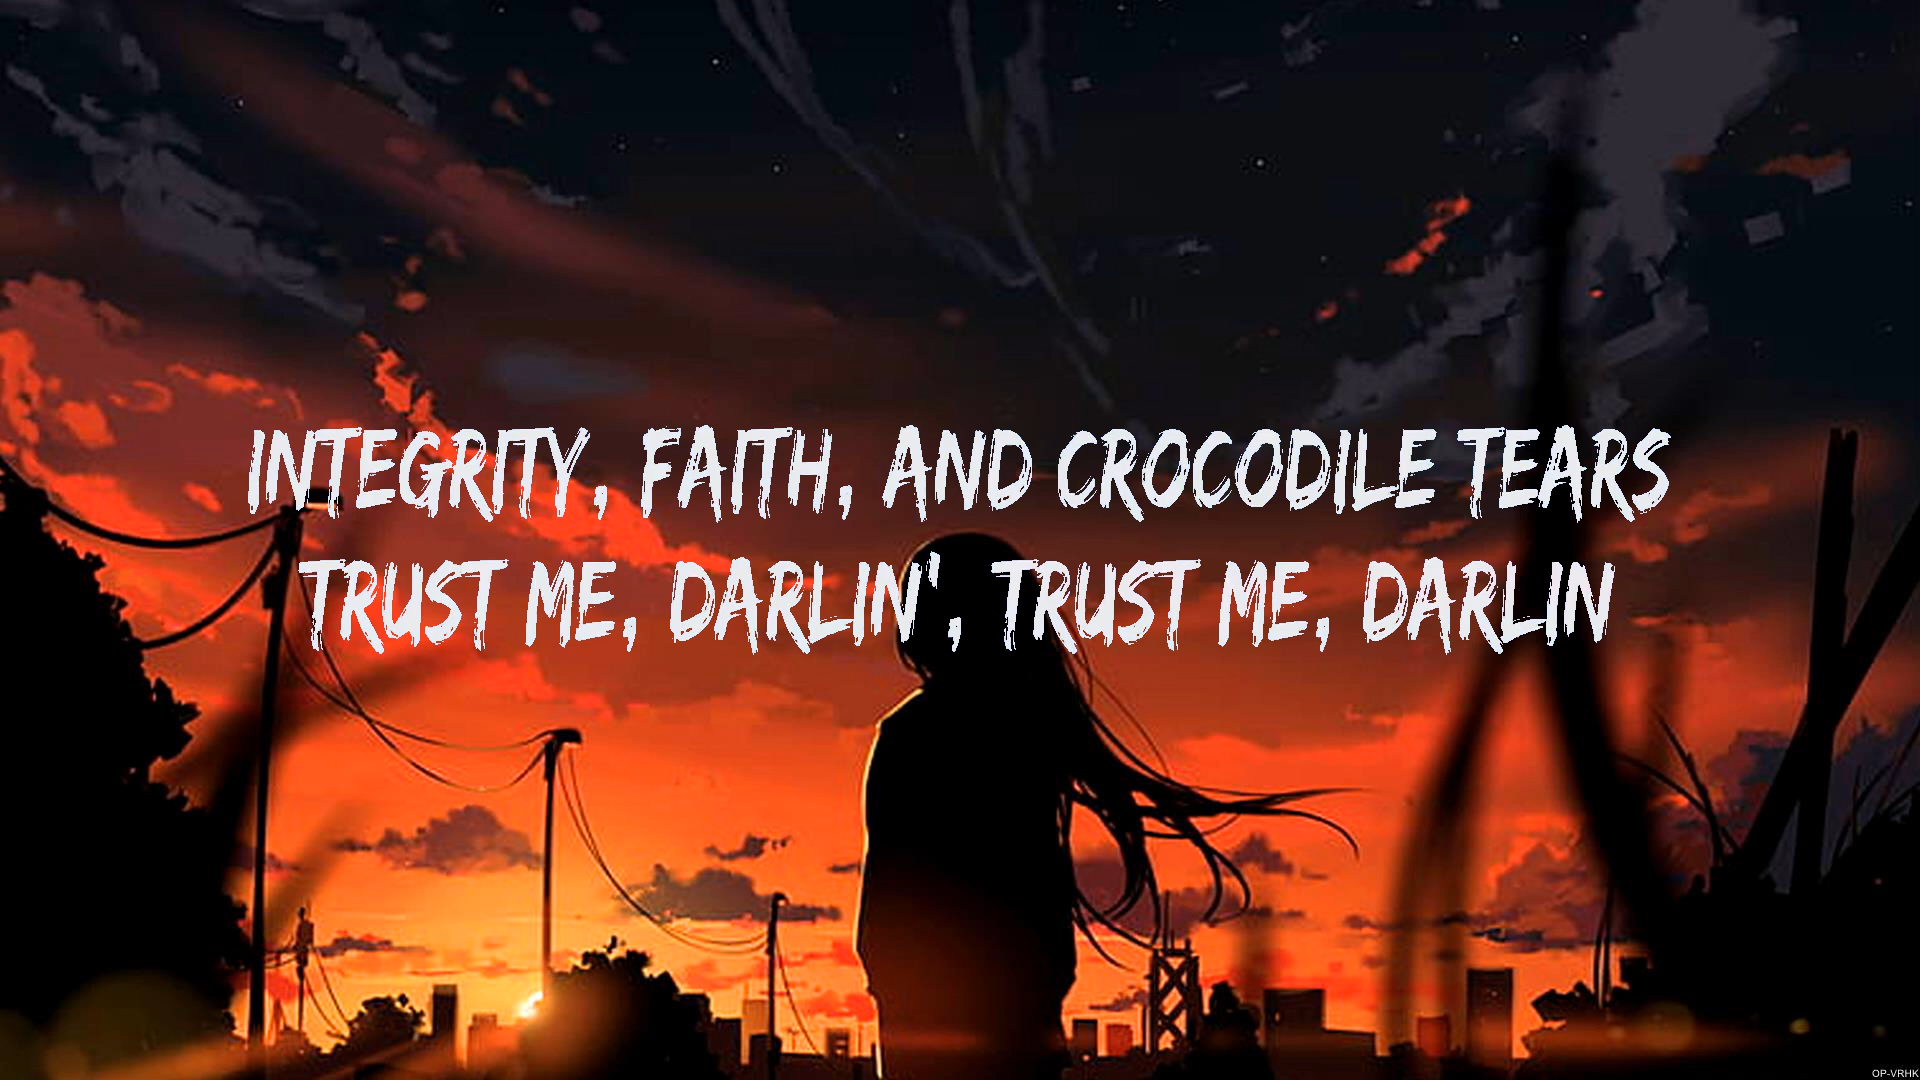 INTEGRITY, FAITH, AND CROCODILE TEARS
TRUST ME, DARLIN', TRUST ME, DARLIN
OP-VRHK